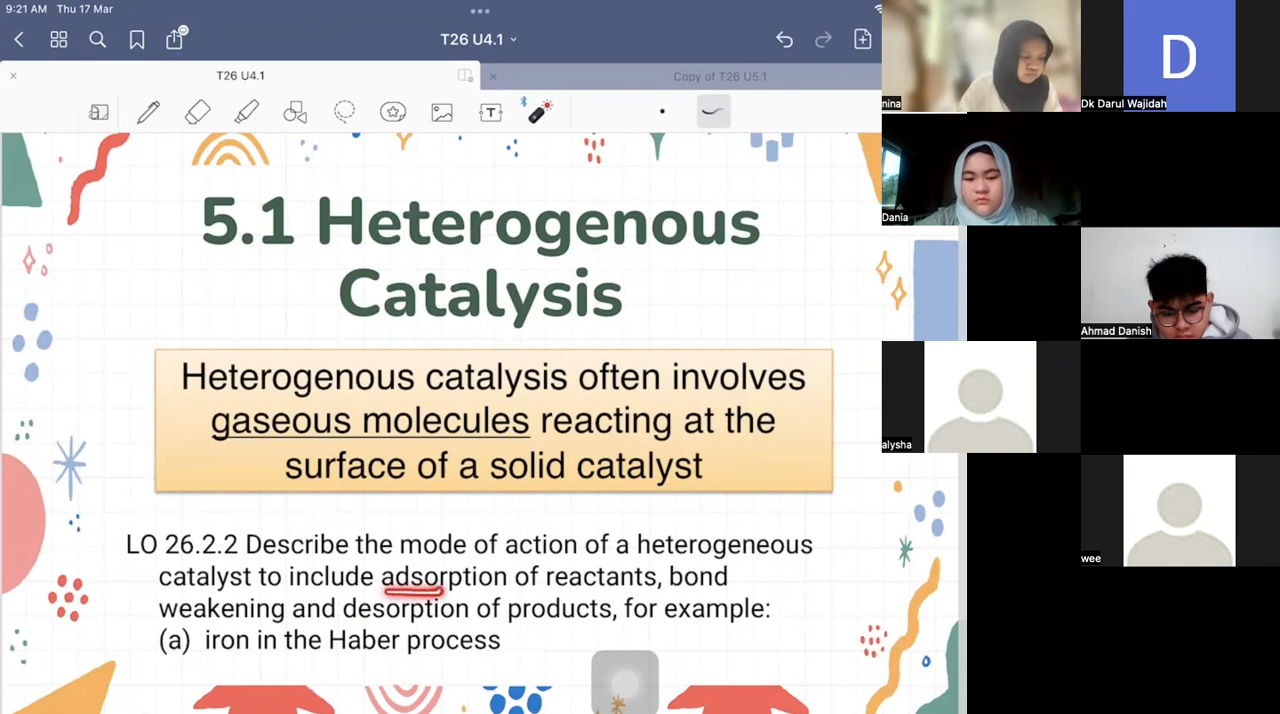 9:21 AM Thu 17 Mar
T26 U4.1
T26 U4.1
Copy of T26 U5.1
T
5.1 Heterogenous
Catalysis
Heterogenous catalysis often involves
gaseous molecules reacting at the
surface of a solid catalyst
LO 26.2.2 Describe the mode of action of a heterogeneous
catalyst to include adsorption of reactants, bond
weakening and desorption of products, for example:
(a) iron in the Haber process
nina
D
Dk Darul Wajidah
Dania
Ahmad Danish
alysha
wee